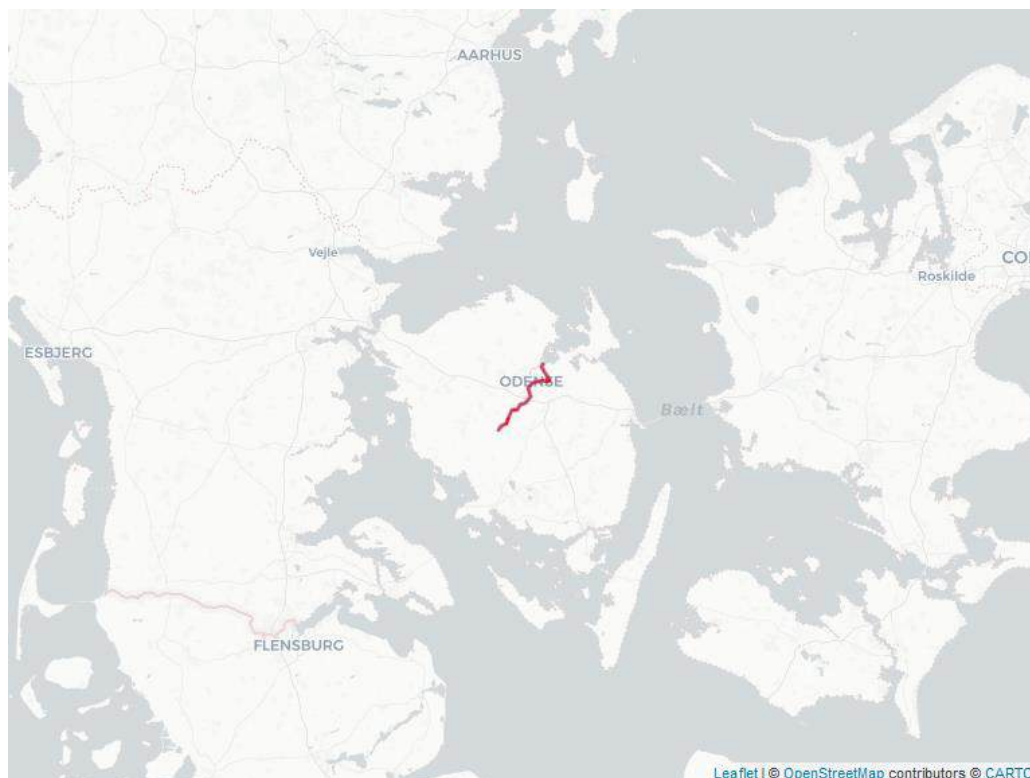 AARHUS
Vejle
Roskilde
CO
ESBJERG
ODENSE
Bælt
FLENSBURG
Leaflet | © OpenStreetMap contributors © CARTO